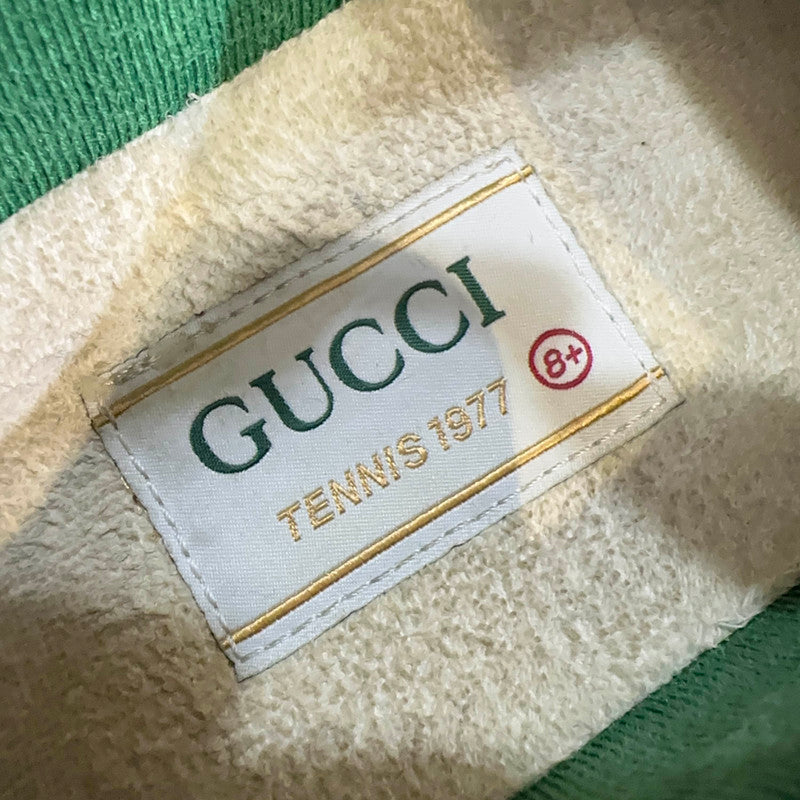 GUCCI
8+
TENNIS 1977